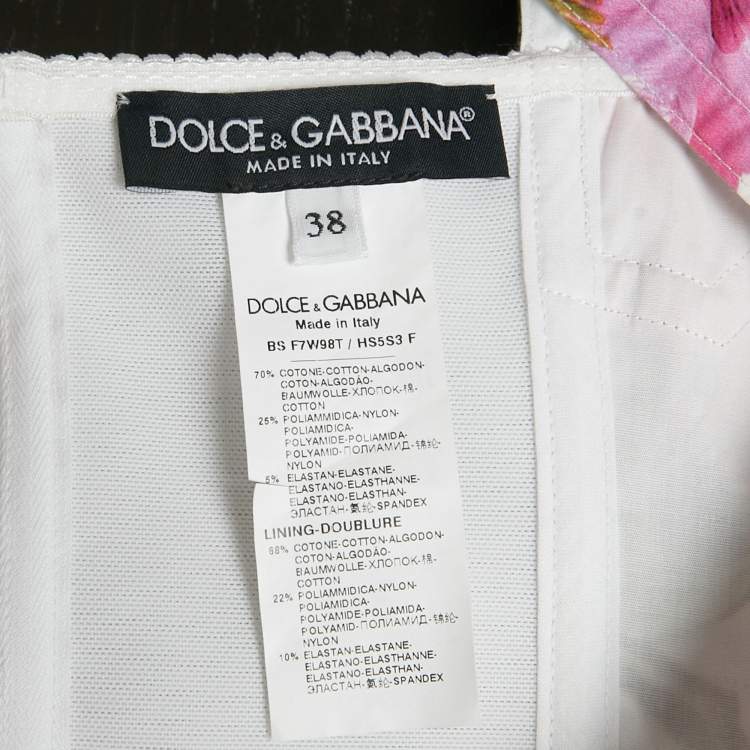 DOLCE & GABBANA®
MADE IN ITALY
38
DOLCE & GABBANA
Made in Italy
BS F7W98T / HS5S3 F
70% COTONE-COTTON-ALGODON-
COTON-ALGODÃO-
BAUMWOLLE-ХЛОПОК-棉-
COTTON
25% POLIAMMIDICA-NYLON-
POLIAMIDICA-
POLYAMIDE-POLIAMIDA-
POLYAMID-ПОЛИАМИД-锦纶-
NYLON
5% ELASTAN-ELASTANE-
ELASTANO-ELASTHANNE-
ELASTANO-ELASTHAN-
ЭЛАСТАН-氨纶-SPANDEX
LINING-DOUBLURE
68% COTONE-COTTON-ALGODON-
COTON-ALGODÃO-
BAUMWOLLE-ХЛОПОК-棉-
COTTON
22% POLIAMMIDICA-NYLON-
POLIAMIDICA-
POLYAMIDE-POLIAMIDA-
POLYAMID-ПОЛИАМИД-锦纶-
NYLON
10% ELASTAN-ELASTANE-
ELASTANO-ELASTHANNE-
ELASTANO-ELASTHAN-
ЭЛАСТАН-氨纶-SPANDEX